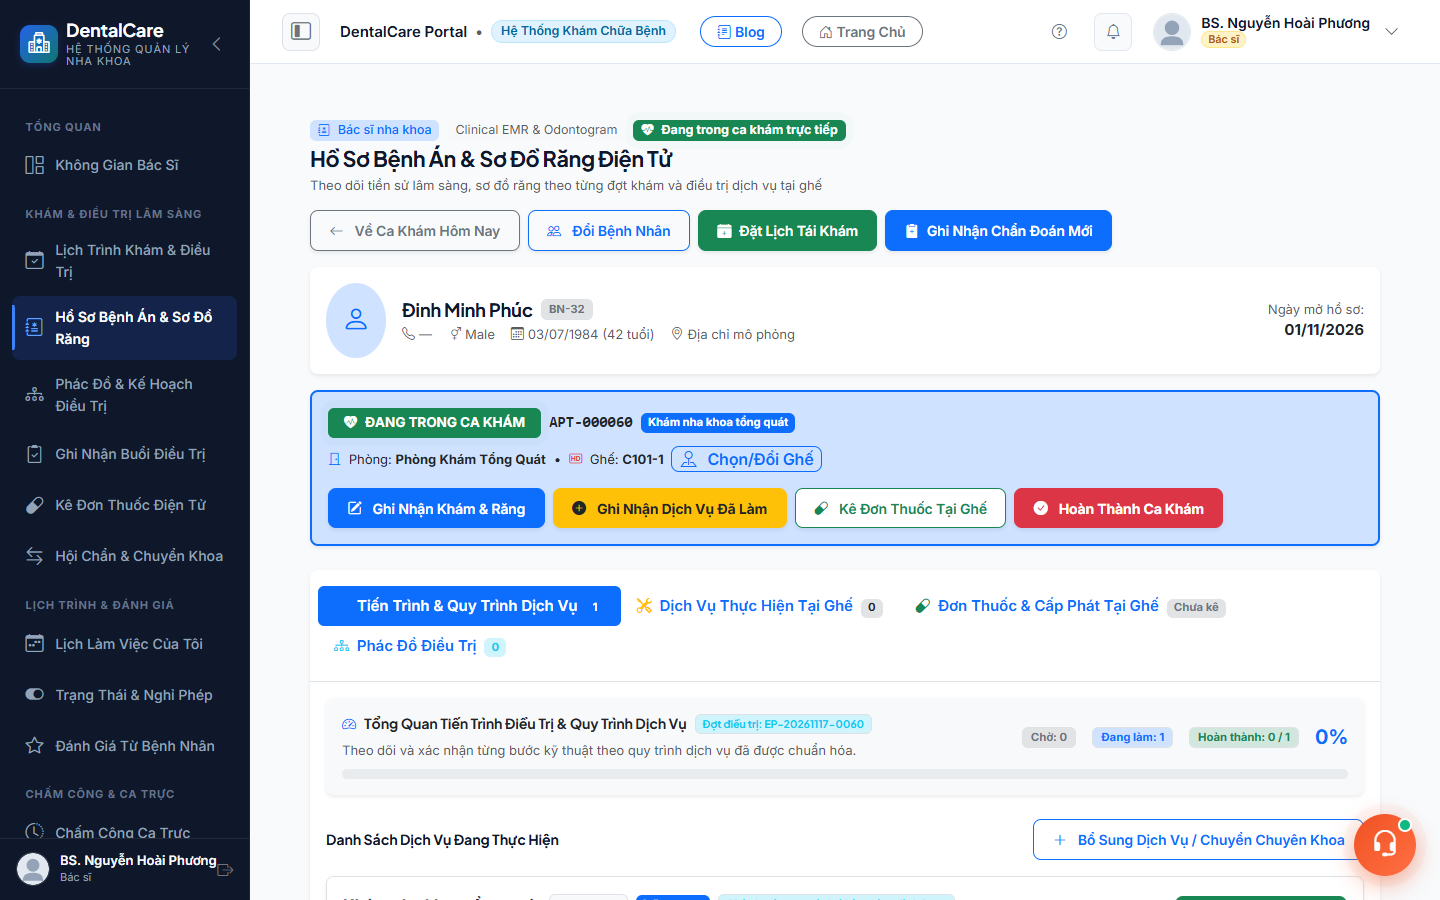 DentalCare
HỆ THỐNG QUẢN LÝ
NHA KHOA
DentalCare Portal •
Hệ Thống Khám Chữa Bệnh
Blog
Trang Chủ
BS. Nguyễn Hoài Phương
Bác sĩ
TỔNG QUAN
Không Gian Bác Sĩ
KHÁM & ĐIỀU TRỊ LÂM SÀNG
Lịch Trình Khám & Điều
Trị
Hồ Sơ Bệnh Án & Sơ Đồ
Răng
Phác Đồ & Kế Hoạch
Điều Trị
Ghi Nhận Buổi Điều Trị
Kê Đơn Thuốc Điện Tử
Hội Chẩn & Chuyển Khoa
LỊCH TRÌNH & ĐÁNH GIÁ
Lịch Làm Việc Của Tôi
Trạng Thái & Nghỉ Phép
Đánh Giá Từ Bệnh Nhân
CHẤM CÔNG & CA TRỰC
Chấm Công Ca Trực
BS. Nguyễn Hoài Phương
Bác sĩ
Bác sĩ nha khoa
Clinical EMR & Odontogram
Đang trong ca khám trực tiếp
Hồ Sơ Bệnh Án & Sơ Đồ Răng Điện Tử
Theo dõi tiền sử lâm sàng, sơ đồ răng theo từng đợt khám và điều trị dịch vụ tại ghế
Về Ca Khám Hôm Nay
Đổi Bệnh Nhân
Đặt Lịch Tái Khám
Ghi Nhận Chẩn Đoán Mới
Đinh Minh Phúc
BN-32
—
Male
03/07/1984 (42 tuổi)
Địa chỉ mô phỏng
Ngày mở hồ sơ:
01/11/2026
ĐANG TRONG CA KHÁM
APT-000060
Khám nha khoa tổng quát
Phòng: Phòng Khám Tổng Quát •
HD
Ghế: C101-1
Chọn/Đổi Ghế
Ghi Nhận Khám & Răng
Ghi Nhận Dịch Vụ Đã Làm
Kê Đơn Thuốc Tại Ghế
Hoàn Thành Ca Khám
Tiến Trình & Quy Trình Dịch Vụ 1
Dịch Vụ Thực Hiện Tại Ghế 0
Đơn Thuốc & Cấp Phát Tại Ghế Chưa kê
Phác Đồ Điều Trị 0
Tổng Quan Tiến Trình Điều Trị & Quy Trình Dịch Vụ
Đợt điều trị: EP-20261117-0060
Theo dõi và xác nhận từng bước kỹ thuật theo quy trình dịch vụ đã được chuẩn hóa.
Chờ: 0
Đang làm: 1
Hoàn thành: 0 / 1
0%
Danh Sách Dịch Vụ Đang Thực Hiện
Bổ Sung Dịch Vụ / Chuyển Chuyên Khoa